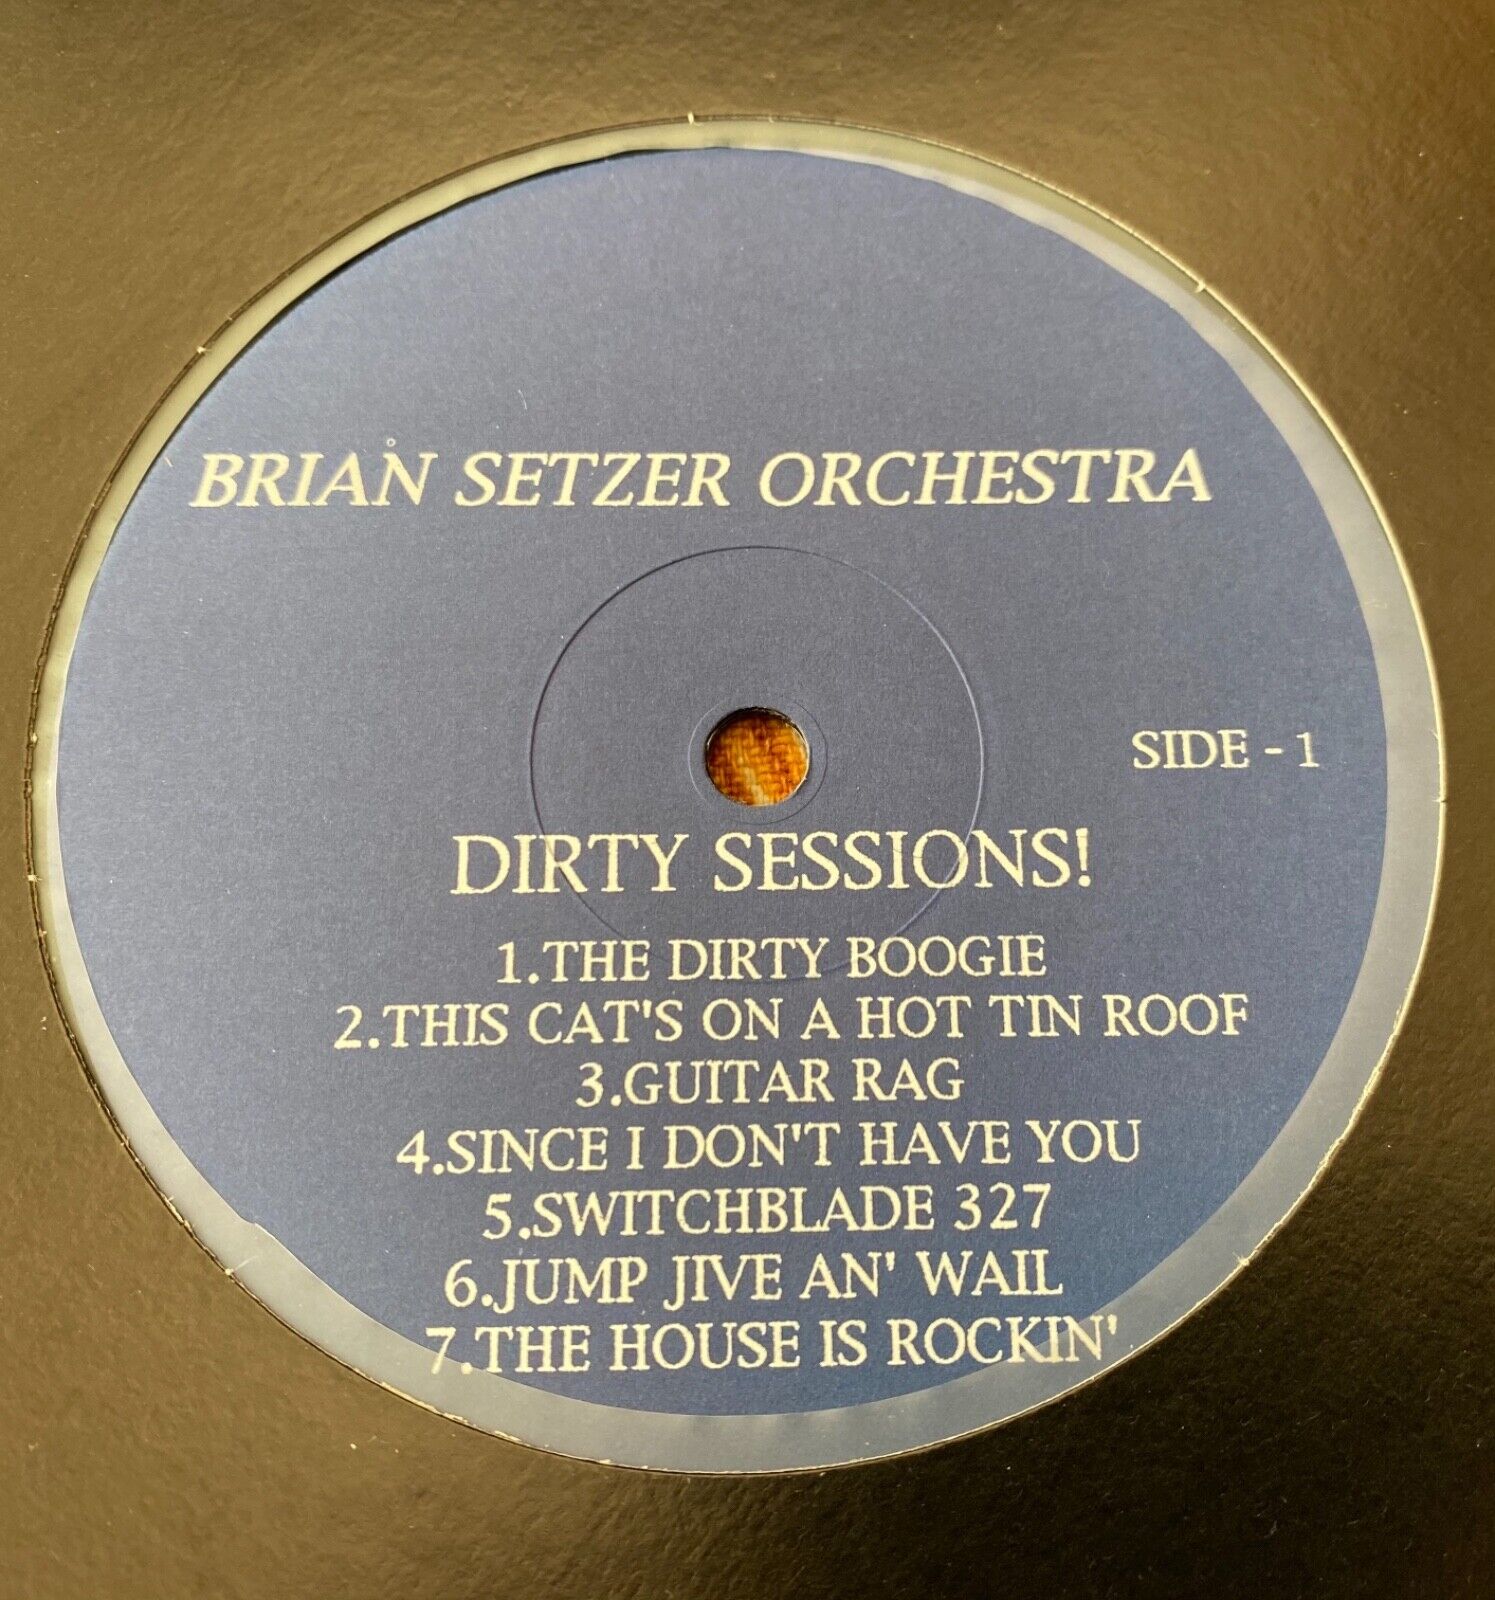 BRIAN SETZER ORCHESTRA
SIDE - 1
DIRTY SESSIONS!
1.THE DIRTY BOOGIE
2.THIS CAT'S ON A HOT TIN ROOF
3.GUITAR RAG
4.SINCE I DON'T HAVE YOU
5.SWITCHBLADE 327
6.JUMP JIVE AN' WAIL
7.THE HOUSE IS ROCKIN'